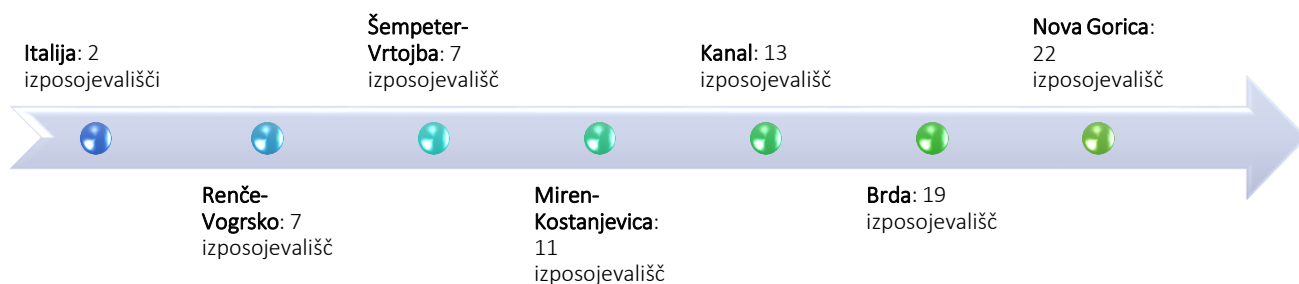 Italija: 2
izposojevališči
Renče-
Vogrsko: 7
izposojevališč
Šempeter-
Vrtojba: 7
izposojevališč
Miren-
Kostanjevica:
11
izposojevališč
Kanal: 13
izposojevališč
Brda: 19
izposojevališč
Nova Gorica:
22
izposojevališč